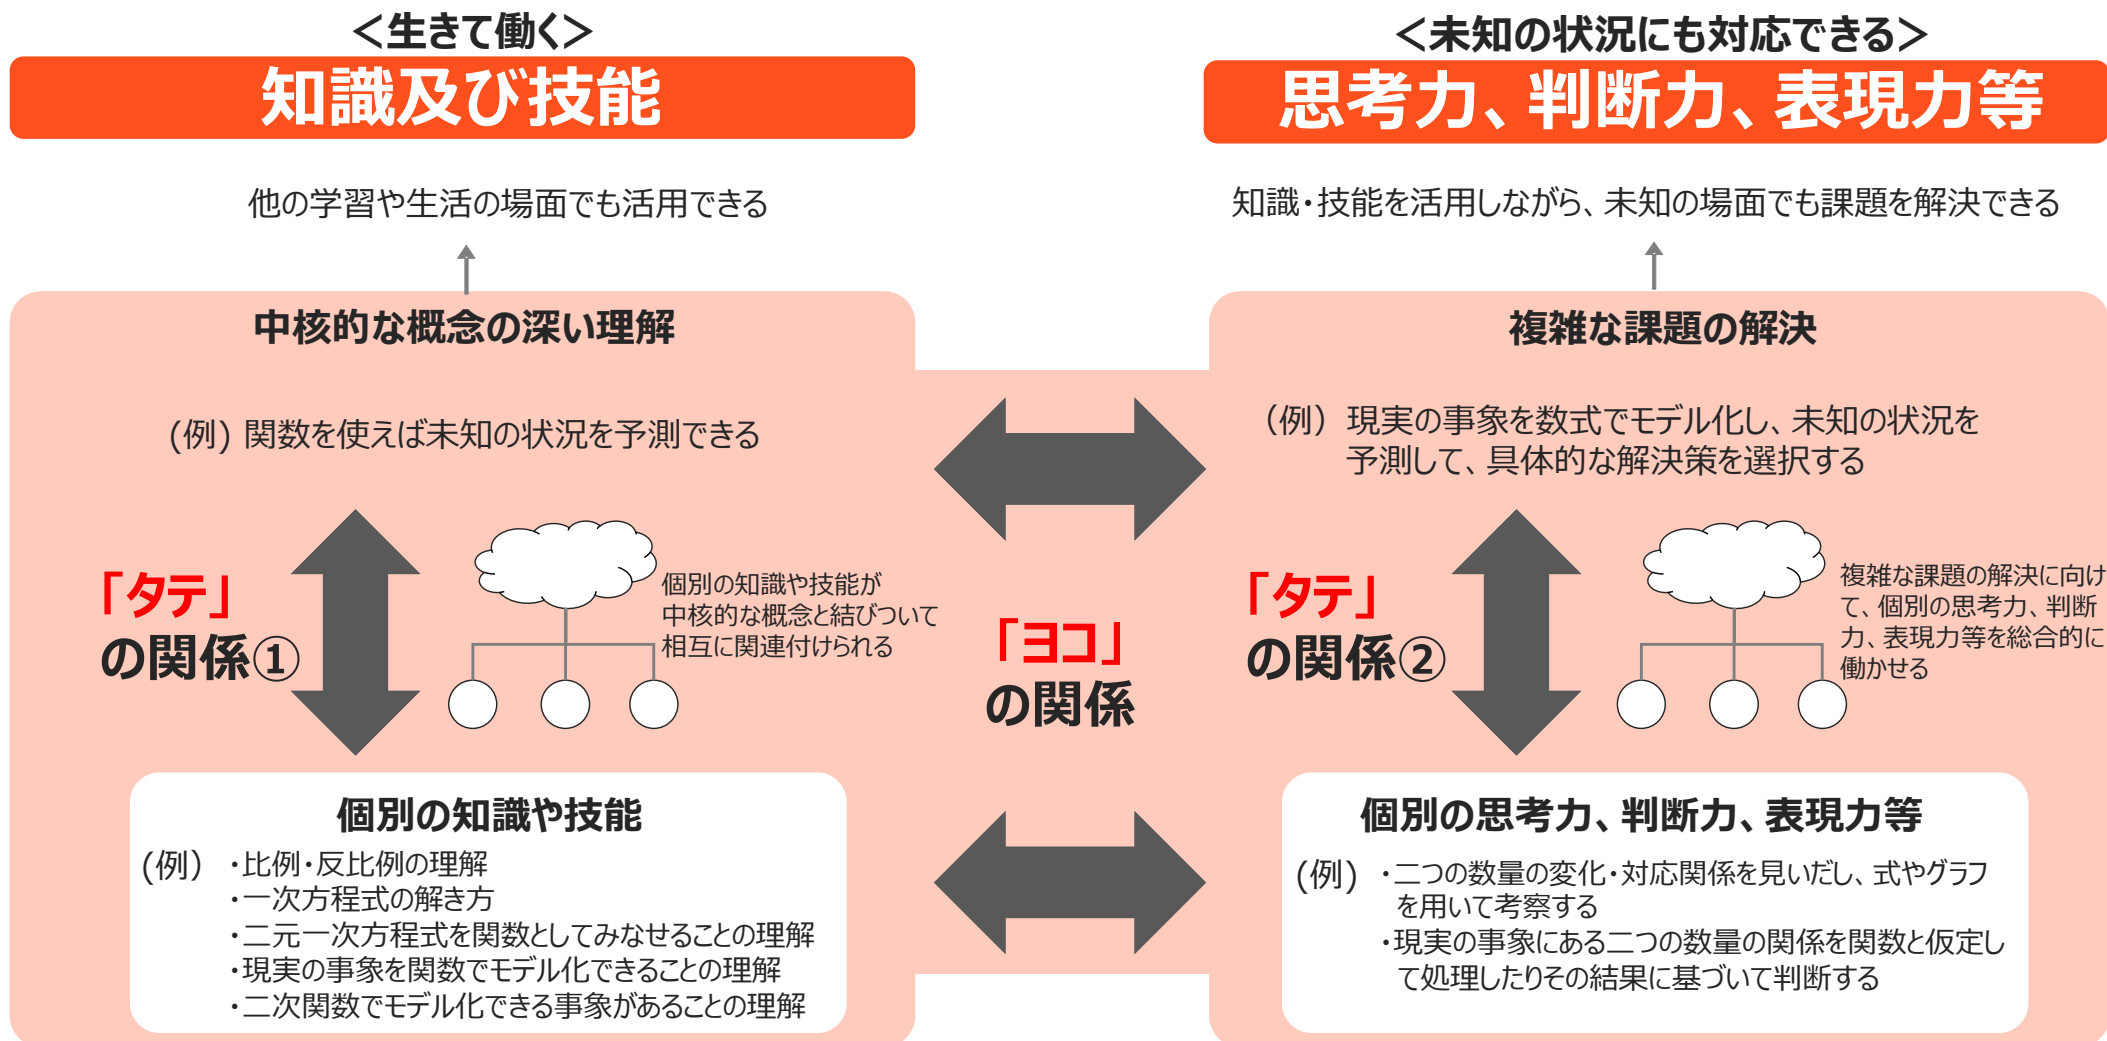 ＜生きて働く＞
知識及び技能
他の学習や生活の場面でも活用できる
中核的な概念の深い理解
(例) 関数を使えば未知の状況を予測できる
「タテ」
の関係①
個別の知識や技能が
中核的な概念と結びついて
相互に関連付けられる
個別の知識や技能
(例)
・比例・反比例の理解
・一次方程式の解き方
・二元一次方程式を関数としてみなせることの理解
・現実の事象を関数でモデル化できることの理解
・二次関数でモデル化できる事象があることの理解
「ヨコ」
の関係
＜未知の状況にも対応できる＞
思考力、判断力、表現力等
知識・技能を活用しながら、未知の場面でも課題を解決できる
複雑な課題の解決
（例）現実の事象を数式でモデル化し、未知の状況を
予測して、具体的な解決策を選択する
「タテ」
の関係②
複雑な課題の解決に向け
て、個別の思考力、判断
力、表現力等を総合的に
働かせる
個別の思考力、判断力、表現力等
(例)
・二つの数量の変化・対応関係を見いだし、式やグラフ
を用いて考察する
・現実の事象にある二つの数量の関係を関数と仮定し
て処理したりその結果に基づいて判断する